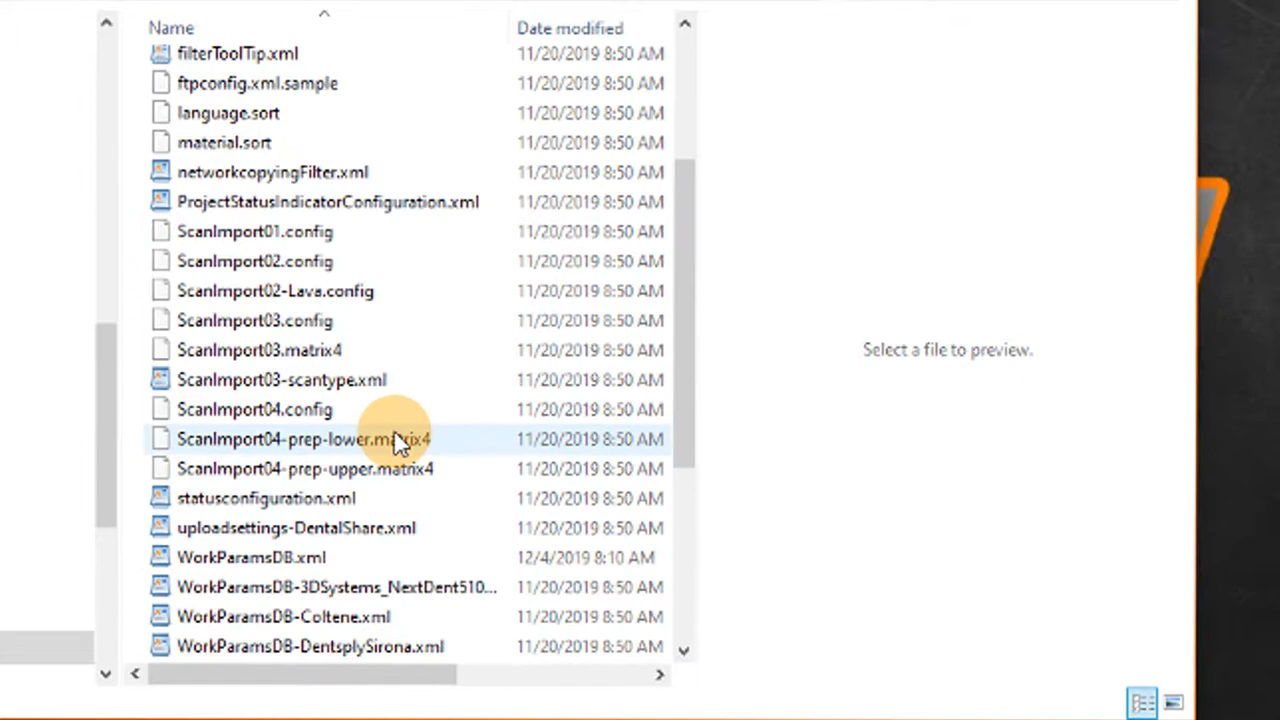 Name Date modified
filterToolTip.xml 11/20/2019 8:50 AM
ftpconfig.xml.sample 11/20/2019 8:50 AM
language.sort 11/20/2019 8:50 AM
material.sort 11/20/2019 8:50 AM
networkcopyingFilter.xml 11/20/2019 8:50 AM
ProjectStatusIndicatorConfiguration.xml 11/20/2019 8:50 AM
ScanImport01.config 11/20/2019 8:50 AM
ScanImport02.config 11/20/2019 8:50 AM
ScanImport02-Lava.config 11/20/2019 8:50 AM
ScanImport03.config 11/20/2019 8:50 AM
ScanImport03.matrix4 11/20/2019 8:50 AM
ScanImport03-scantype.xml 11/20/2019 8:50 AM
ScanImport04.config 11/20/2019 8:50 AM
ScanImport04-prep-lower.matrix4 11/20/2019 8:50 AM
ScanImport04-prep-upper.matrix4 11/20/2019 8:50 AM
statusconfiguration.xml 11/20/2019 8:50 AM
uploadsettings-DentalShare.xml 11/20/2019 8:50 AM
WorkParamsDB.xml 12/4/2019 8:10 AM
WorkParamsDB-3DSystems_NextDent510... 11/20/2019 8:50 AM
WorkParamsDB-Coltene.xml 11/20/2019 8:50 AM
WorkParamsDB-DentsplySirona.xml 11/20/2019 8:50 AM
Select a file to preview.